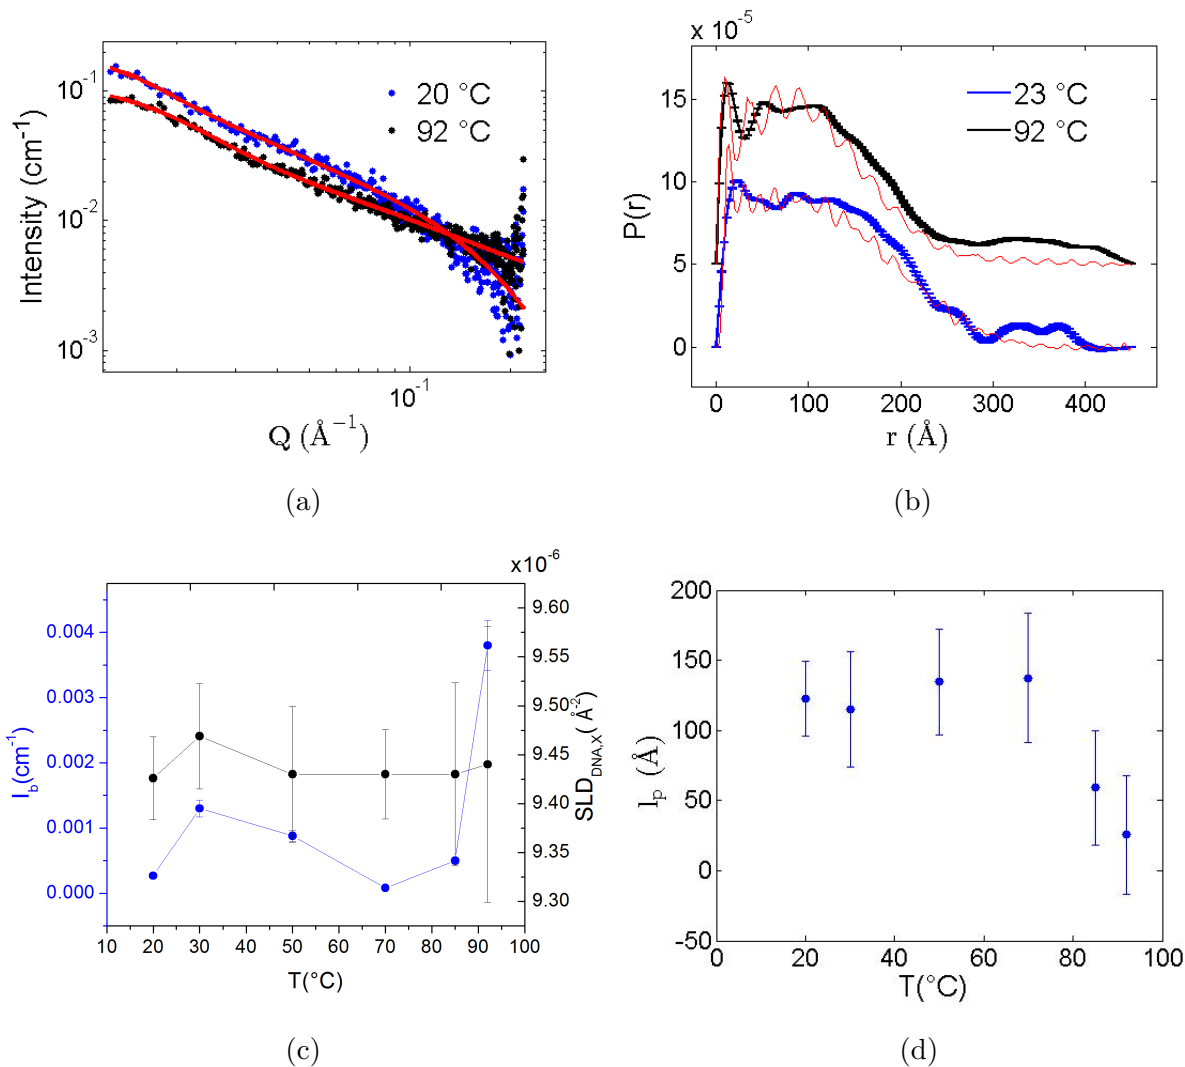 20 °C
92 °C
10⁻¹
10⁻²
10⁻³
10⁻¹
Intensity (cm⁻¹)
Q (Å⁻¹)
(a)
x 10⁻⁵
23 °C
92 °C
15
10
5
0
0 100 200 300 400
P(r)
r (Å)
(b)
x10⁻⁶
0.004
0.003
0.002
0.001
0.000
9.60
9.55
9.50
9.45
9.40
9.35
9.30
10 20 30 40 50 60 70 80 90 100
I_b(cm⁻¹)
SLD_DNA,X(Å⁻²)
T(°C)
(c)
200
150
100
50
0
-50
0 20 40 60 80 100
l_p (Å)
T(°C)
(d)